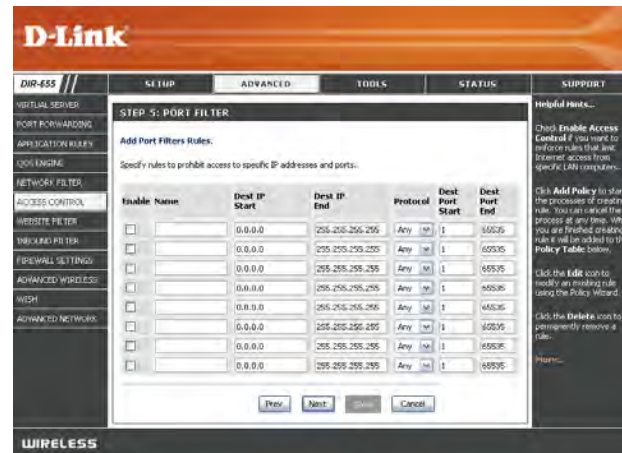 D-Link
DIR-655 // SETUP ADVANCED TOOLS STATUS SUPPORT
VIRTUAL SERVER
PORT FORWARDING
APPLICATION RULES
QOS ENGINE
NETWORK FILTER
ACCESS CONTROL
WEBSITE FILTER
INBOUND FILTER
FIREWALL SETTINGS
ADVANCED WIRELESS
WISH
ADVANCED NETWORK
STEP 5: PORT FILTER
Add Port Filters Rules.
Specify rules to prohibit access to specific IP addresses and ports.
Enable Name Dest IP Start Dest IP End Protocol Dest Port Start Dest Port End
0.0.0.0 255.255.255.255 Any 1 65535
0.0.0.0 255.255.255.255 Any 1 65535
0.0.0.0 255.255.255.255 Any 1 65535
0.0.0.0 255.255.255.255 Any 1 65535
0.0.0.0 255.255.255.255 Any 1 65535
0.0.0.0 255.255.255.255 Any 1 65535
0.0.0.0 255.255.255.255 Any 1 65535
0.0.0.0 255.255.255.255 Any 1 65535
Prev Next Save Cancel
Helpful Hints...
Check Enable Access
Control if you want to
enforce rules that limit
Internet access from
specific LAN computers.
Click Add Policy to star
the processes of creatin
rule. You can cancel the
process at any time. Wh
you are finished creating
rule it will be added to th
Policy Table below.
Click the Edit icon to
modify an existing rule
using the Policy Wizard.
Click the Delete icon to
permanently remove a
rule.
More...
WIRELESS